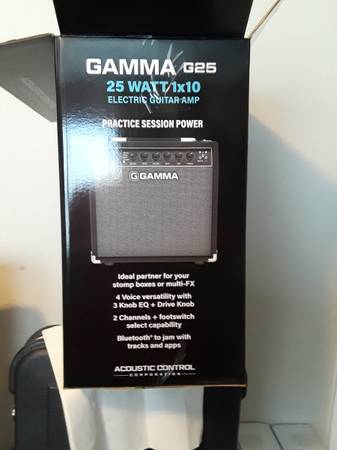 GAMMA G25
25 WATT 1x10
ELECTRIC GUITAR AMP
PRACTICE SESSION POWER
G GAMMA
Ideal partner for your
stomp boxes or multi-FX
4 Voice versatility with
3 Knob EQ + Drive Knob
2 Channels + footswitch
select capability
Bluetooth® to jam with
tracks and apps
ACOUSTIC CONTROL
CORPORATION